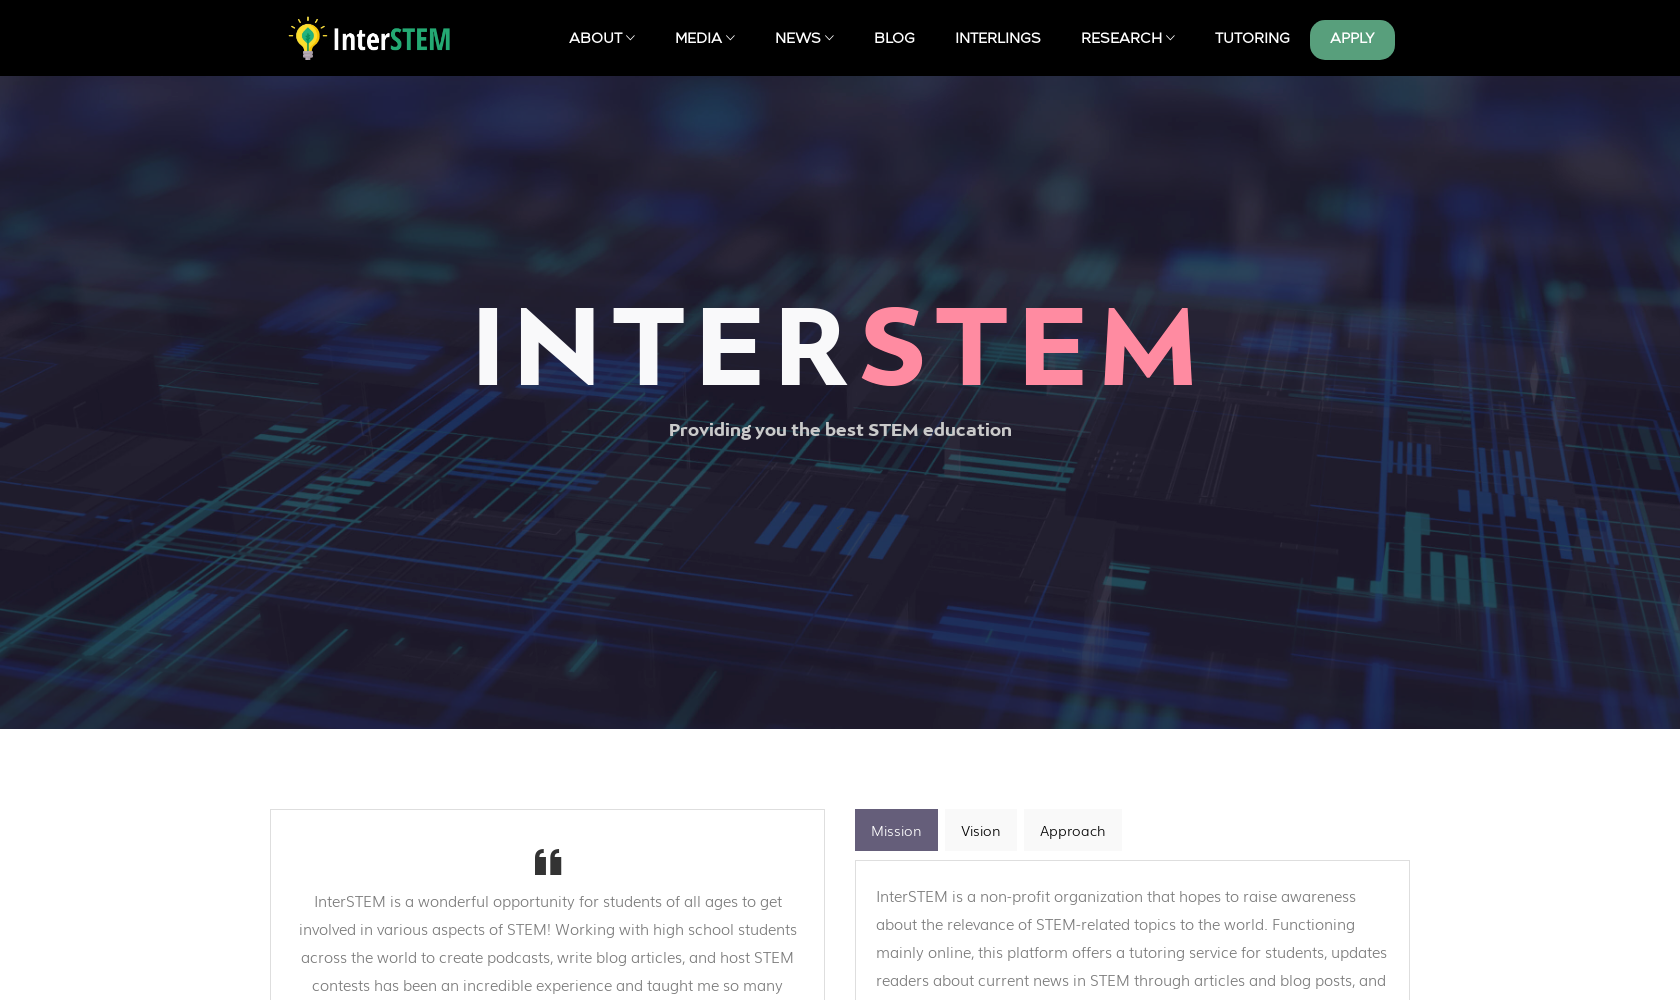 InterSTEM
ABOUT
MEDIA
NEWS
BLOG
INTERLINGS
RESEARCH
TUTORING
APPLY
INTERSTEM
Providing you the best STEM education
InterSTEM is a wonderful opportunity for students of all ages to get
involved in various aspects of STEM! Working with high school students
across the world to create podcasts, write blog articles, and host STEM
contests has been an incredible experience and taught me so many
Mission
Vision
Approach
InterSTEM is a non-profit organization that hopes to raise awareness
about the relevance of STEM-related topics to the world. Functioning
mainly online, this platform offers a tutoring service for students, updates
readers about current news in STEM through articles and blog posts, and